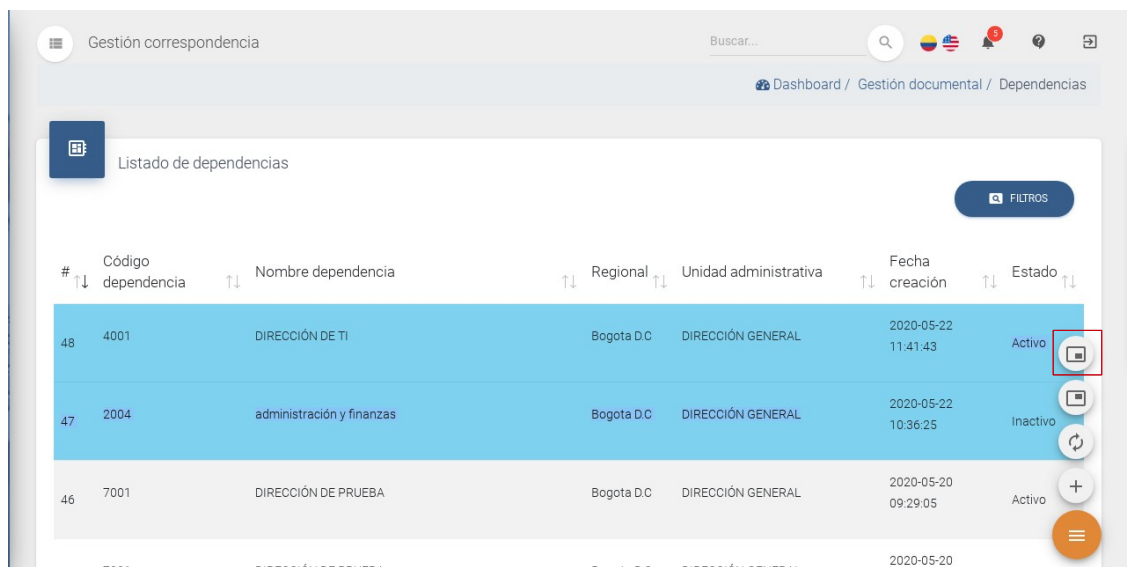 Gestión correspondencia
Buscar...
5
Dashboard / Gestión documental / Dependencias
Listado de dependencias
FILTROS
# Código dependencia Nombre dependencia Regional Unidad administrativa Fecha creación Estado
48 4001 DIRECCIÓN DE TI Bogota D.C DIRECCIÓN GENERAL 2020-05-22 11:41:43 Activo
47 2004 administración y finanzas Bogota D.C DIRECCIÓN GENERAL 2020-05-22 10:36:25 Inactivo
46 7001 DIRECCIÓN DE PRUEBA Bogota D.C DIRECCIÓN GENERAL 2020-05-20 09:29:05 Activo
2020-05-20